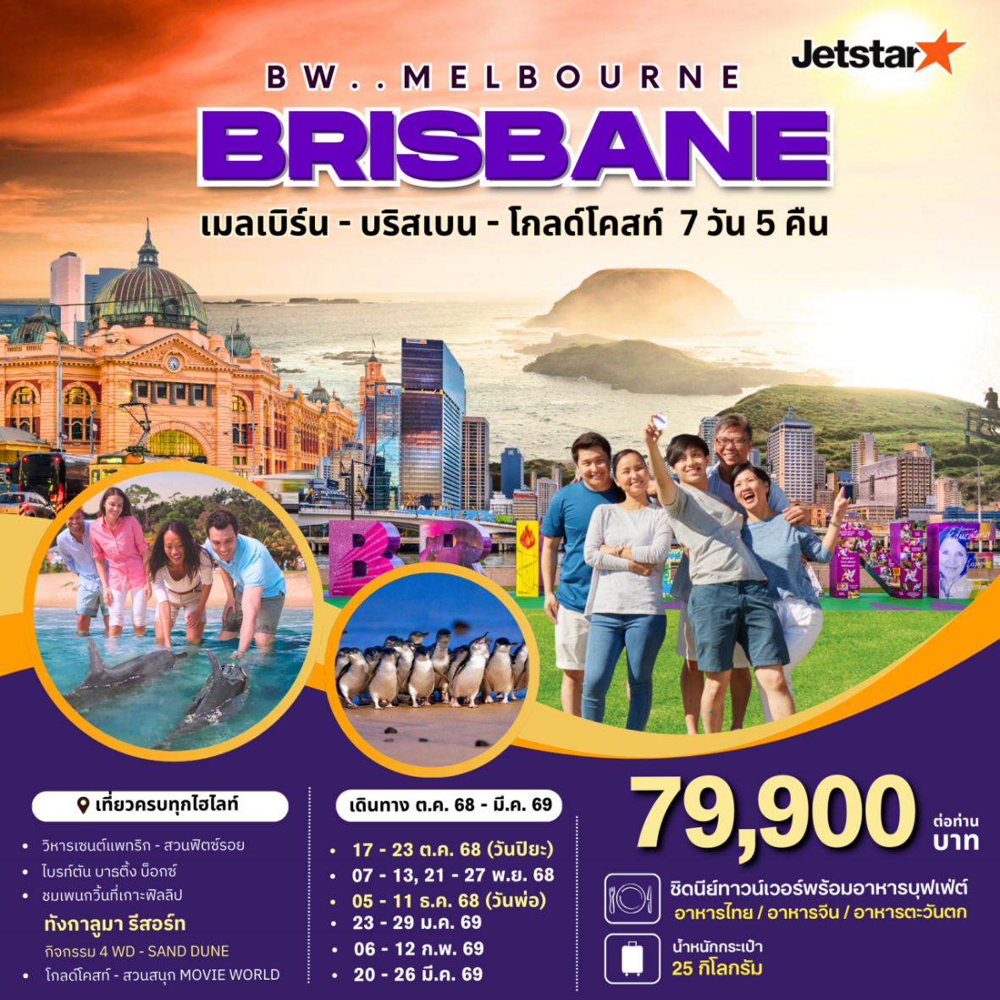 Jetstar
BW..MELBOURNE
BRISBANE
เมลเบิร์น - บริสเบน - โกลด์โคสท์ 7 วัน 5 คืน
เที่ยวครบทุกไฮไลท์
• วิหารเซนต์แพทริก - สวนฟิตซ์รอย
• ไบรท์ตัน บาธติ้ง บ็อกซ์
• ชมเพนกวิ้นที่เกาะฟิลลิป
ทังกาลูมา รีสอร์ท
กิจกรรม 4 WD - SAND DUNE
• โกลด์โคสท์ - สวนสนุก MOVIE WORLD
เดินทาง ต.ค. 68 - มี.ค. 69
• 17 - 23 ต.ค. 68 (วันปิยะ)
• 07 - 13, 21 - 27 พ.ย. 68
• 05 - 11 ธ.ค. 68 (วันพ่อ)
• 23 - 29 ม.ค. 69
• 06 - 12 ก.พ. 69
• 20 - 26 มี.ค. 69
79,900
ต่อท่าน
บาท
ซิดนีย์ทาวน์เวอร์พร้อมอาหารบุฟเฟ่ต์
อาหารไทย / อาหารจีน / อาหารตะวันตก
น้ำหนักกระเป๋า
25 กิโลกรัม